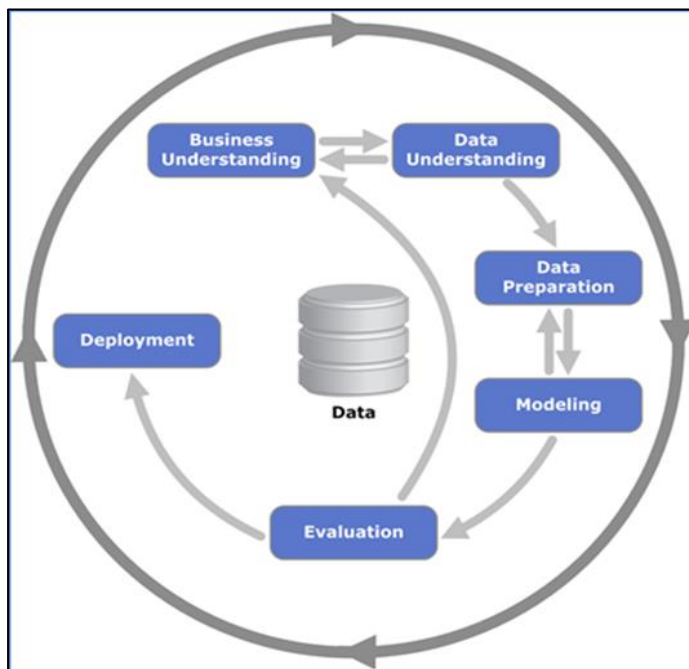 Business
Understanding
Data
Understanding
Data
Preparation
Deployment
Data
Modeling
Evaluation